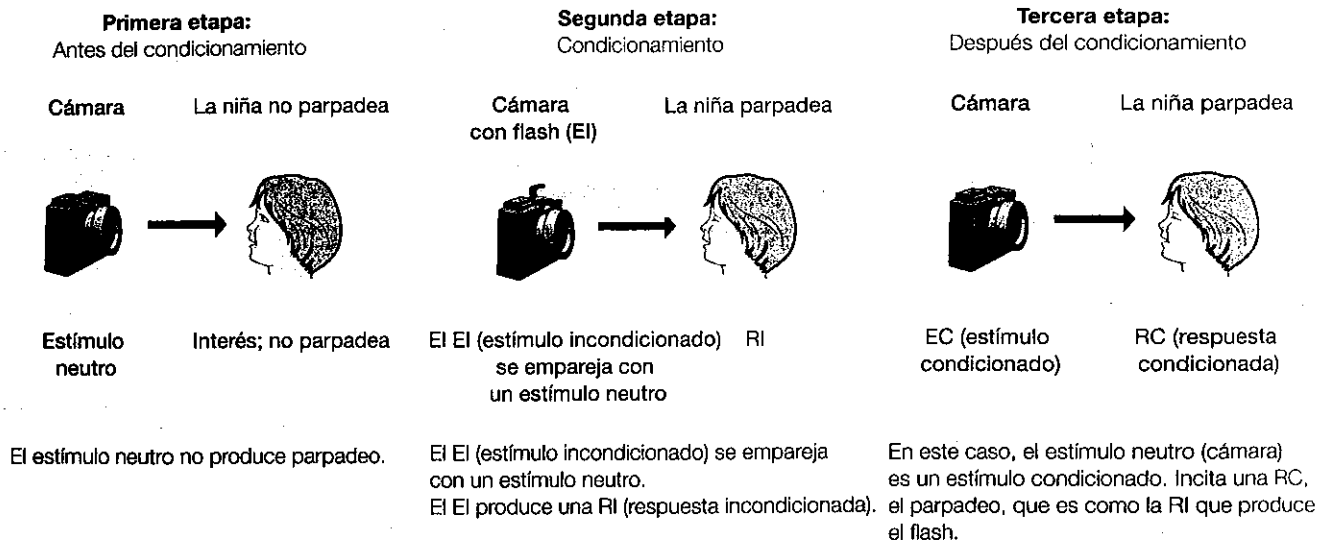 Primera etapa:
Antes del condicionamiento
Cámara
La niña no parpadea
Estímulo
neutro
Interés; no parpadea
El estímulo neutro no produce parpadeo.
Segunda etapa:
Condicionamiento
Cámara
con flash (EI)
La niña parpadea
El EI (estímulo incondicionado)
se empareja con
un estímulo neutro
RI
El EI (estímulo incondicionado) se empareja
con un estímulo neutro.
El EI produce una RI (respuesta incondicionada).
Tercera etapa:
Después del condicionamiento
Cámara
La niña parpadea
EC (estímulo
condicionado)
RC (respuesta
condicionada)
En este caso, el estímulo neutro (cámara)
es un estímulo condicionado. Incita una RC,
el parpadeo, que es como la RI que produce
el flash.